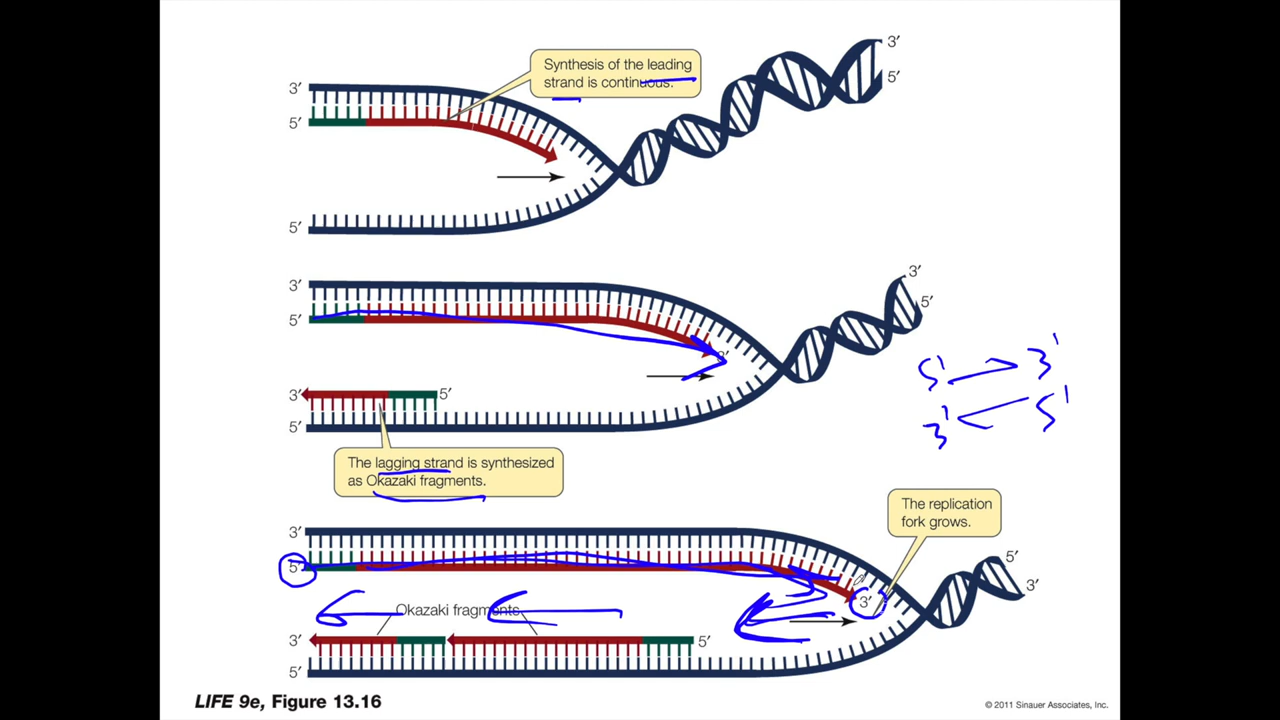 Synthesis of the leading
strand is continuous.
3′
5′
3′
5′
5′
3′
5′
3′
5′
3′
3′
5′
5′
5′ 3′
3′ 5′
The lagging strand is synthesized
as Okazaki fragments.
The replication
fork grows.
3′
5′
5′
3′
3′
Okazaki fragments
3′
5′
5′
LIFE 9e, Figure 13.16
© 2011 Sinauer Associates, Inc.